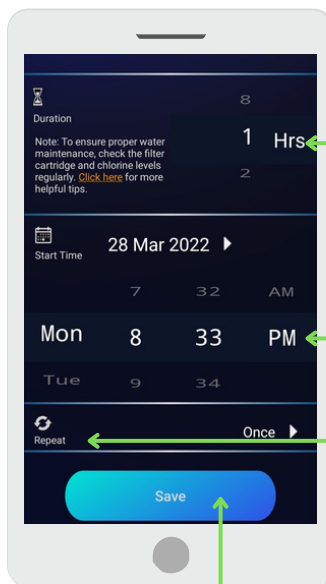 8
Duration
1 Hrs
Note: To ensure proper water
maintenance, check the filter
cartridge and chlorine levels
regularly. Click here for more
helpful tips.
2
Start Time
28 Mar 2022
7 32 AM
Mon 8 33 PM
Tue 9 34
Repeat
Once
Save